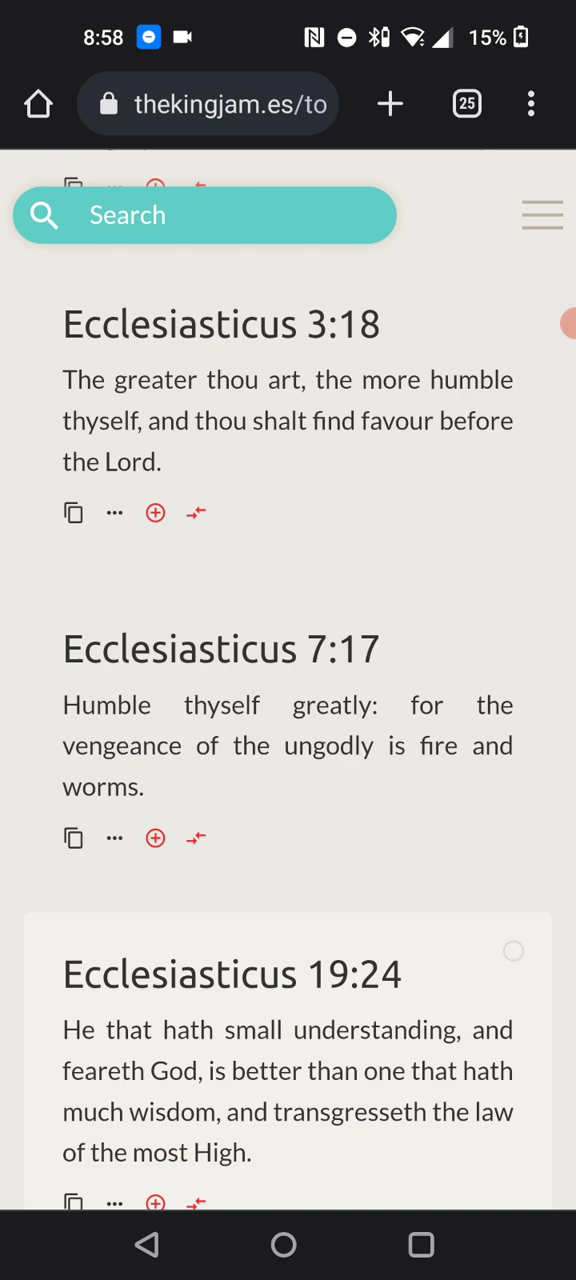 8:58
15%
thekingjam.es/to
25
Search
Ecclesiasticus 3:18
The greater thou art, the more humble
thyself, and thou shalt find favour before
the Lord.
Ecclesiasticus 7:17
Humble thyself greatly: for the
vengeance of the ungodly is fire and
worms.
Ecclesiasticus 19:24
He that hath small understanding, and
feareth God, is better than one that hath
much wisdom, and transgresseth the law
of the most High.